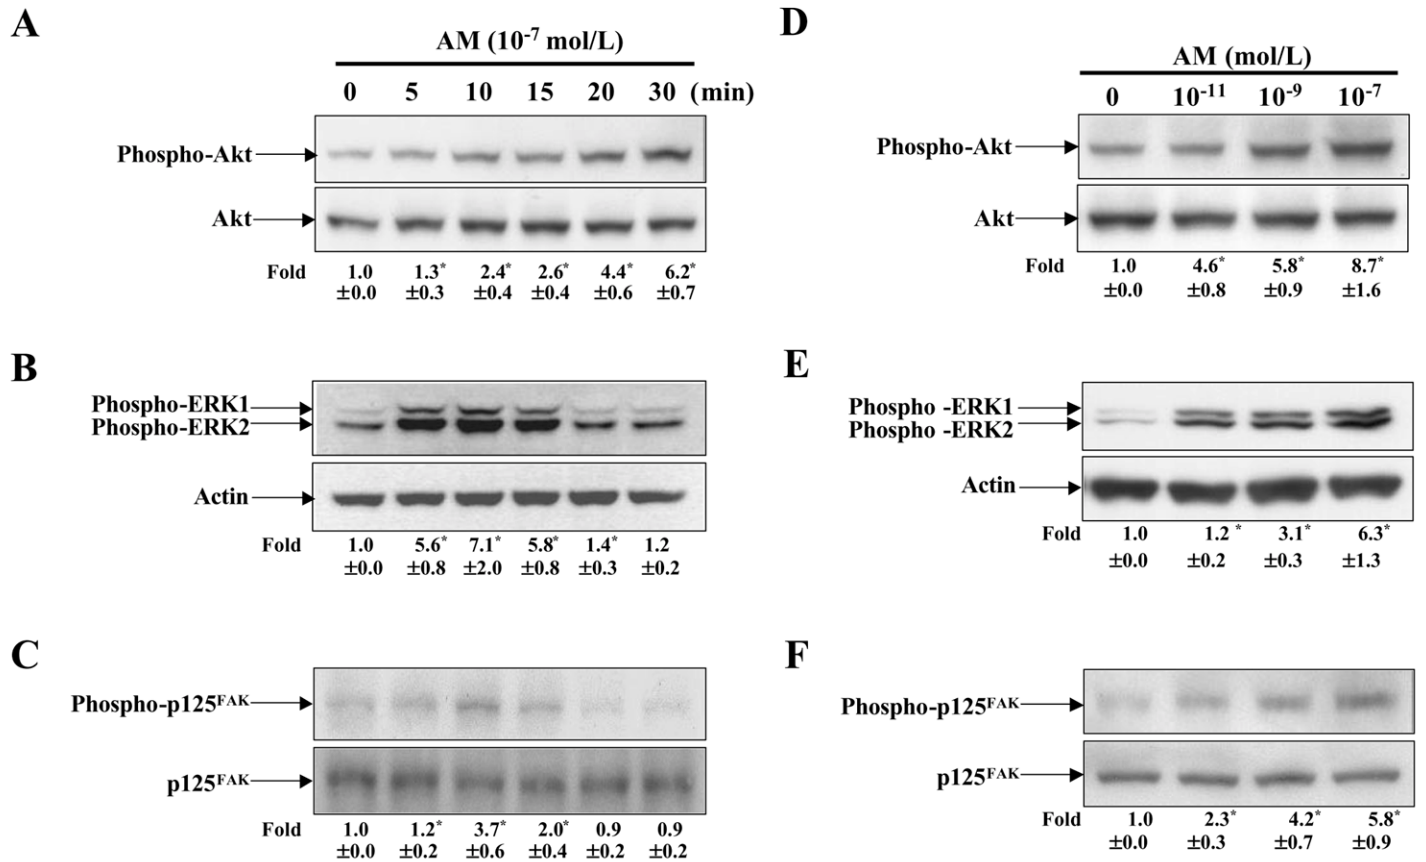 A
AM (10⁻⁷ mol/L)
0 5 10 15 20 30 (min)
Phospho-Akt
Akt
Fold 1.0 1.3* 2.4* 2.6* 4.4* 6.2*
±0.0 ±0.3 ±0.4 ±0.4 ±0.6 ±0.7
B
Phospho-ERK1
Phospho-ERK2
Actin
Fold 1.0 5.6* 7.1* 5.8* 1.4* 1.2
±0.0 ±0.8 ±2.0 ±0.8 ±0.3 ±0.2
C
Phospho-p125ᶠᴬᴷ
p125ᶠᴬᴷ
Fold 1.0 1.2* 3.7* 2.0* 0.9 0.9
±0.0 ±0.2 ±0.6 ±0.4 ±0.2 ±0.2
D
AM (mol/L)
0 10⁻¹¹ 10⁻⁹ 10⁻⁷
Phospho-Akt
Akt
Fold 1.0 4.6* 5.8* 8.7*
±0.0 ±0.8 ±0.9 ±1.6
E
Phospho -ERK1
Phospho -ERK2
Actin
Fold 1.0 1.2 * 3.1* 6.3*
±0.0 ±0.2 ±0.3 ±1.3
F
Phospho-p125ᶠᴬᴷ
p125ᶠᴬᴷ
Fold 1.0 2.3* 4.2* 5.8*
±0.0 ±0.3 ±0.7 ±0.9